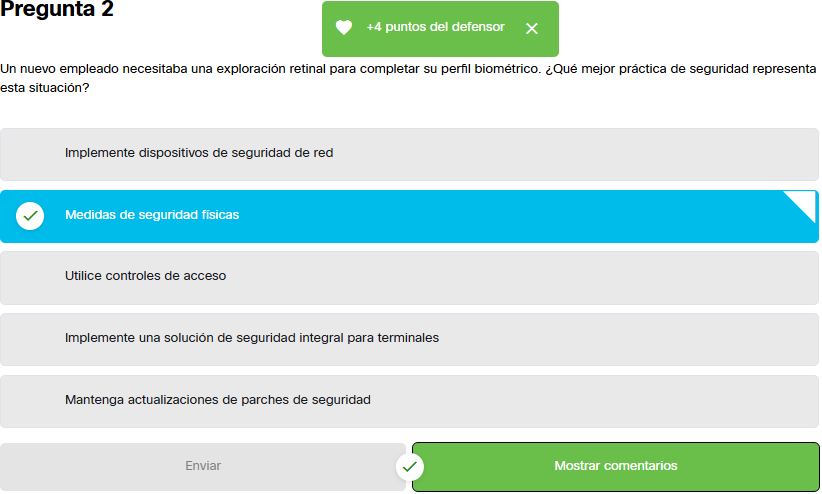 Pregunta 2
+4 puntos del defensor
Un nuevo empleado necesitaba una exploración retinal para completar su perfil biométrico. ¿Qué mejor práctica de seguridad representa
esta situación?
Implemente dispositivos de seguridad de red
Medidas de seguridad físicas
Utilice controles de acceso
Implemente una solución de seguridad integral para terminales
Mantenga actualizaciones de parches de seguridad
Enviar
Mostrar comentarios